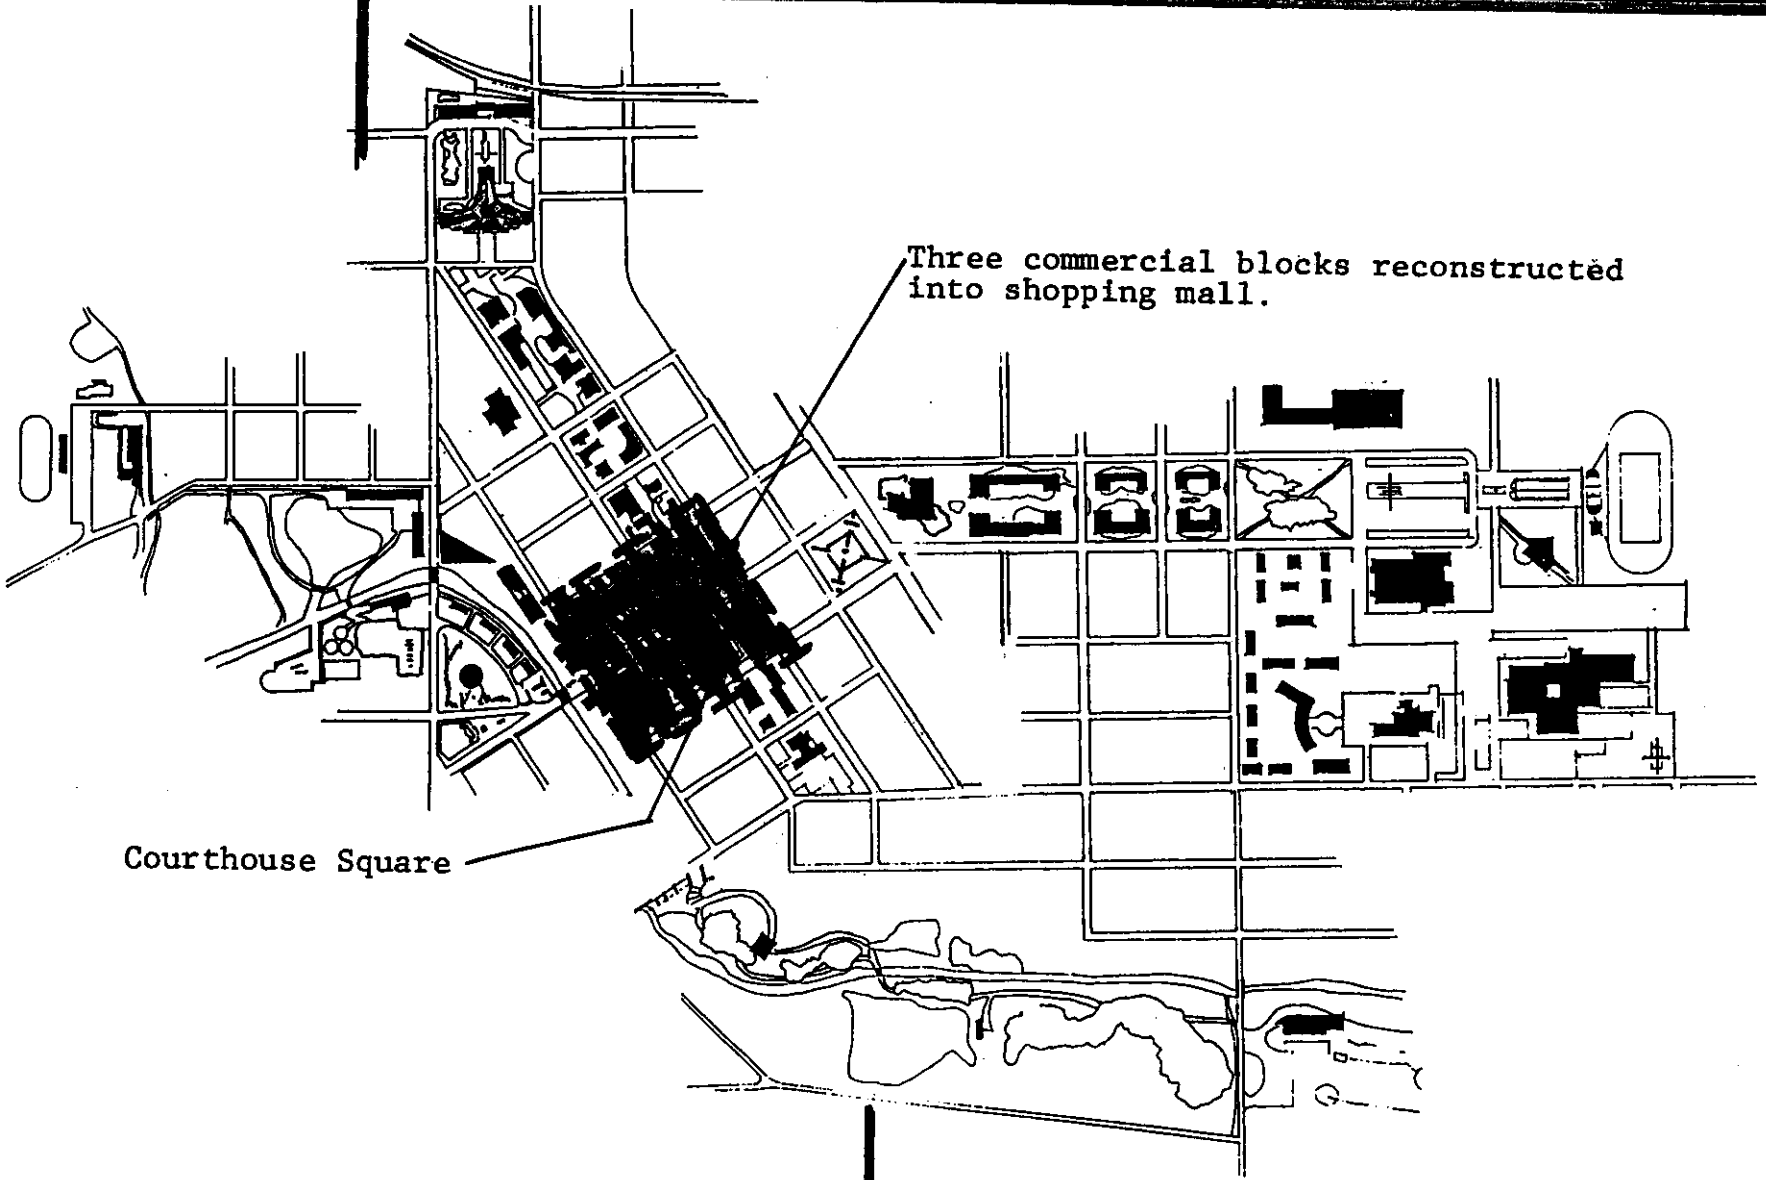 Three commercial blocks reconstructed
into shopping mall.
Courthouse Square